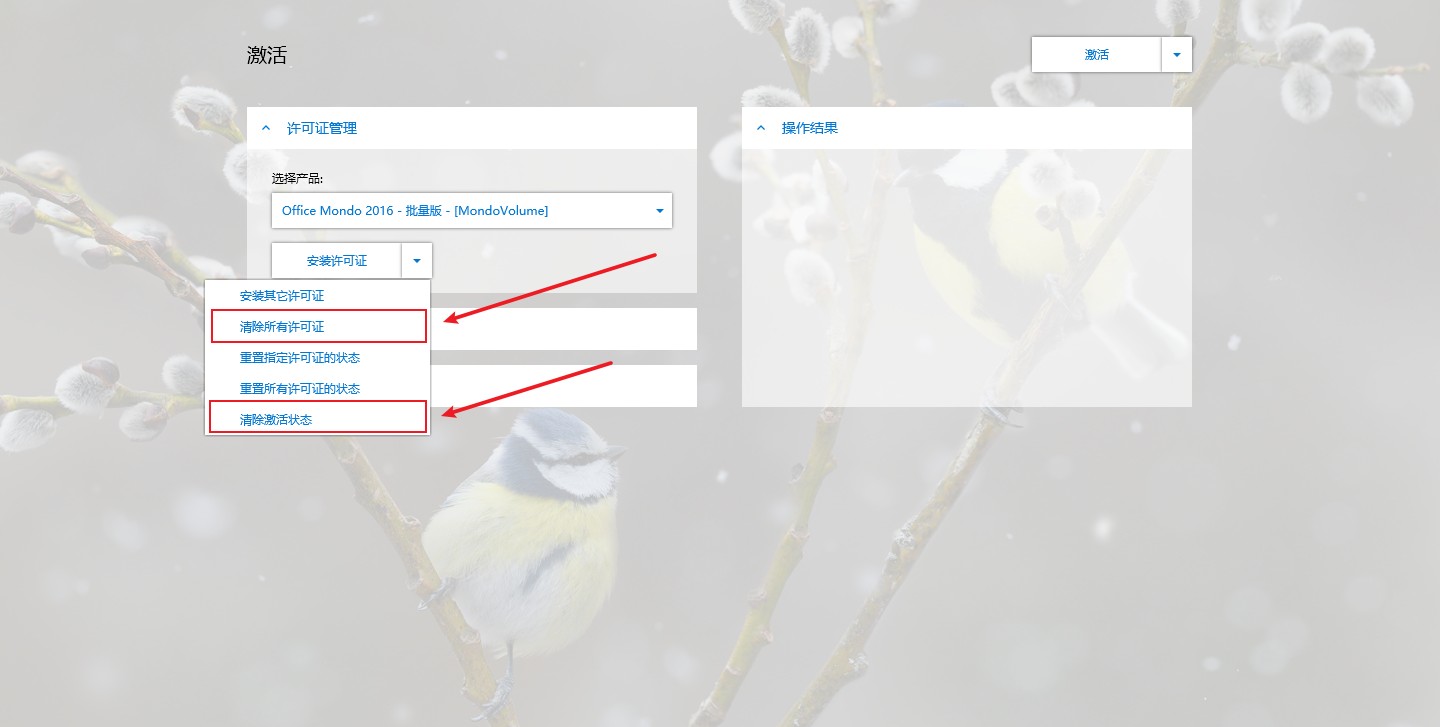 激活
激活
许可证管理
操作结果
选择产品:
Office Mondo 2016 - 批量版 - [MondoVolume]
安装许可证
安装其它许可证
清除所有许可证
重置指定许可证的状态
重置所有许可证的状态
清除激活状态